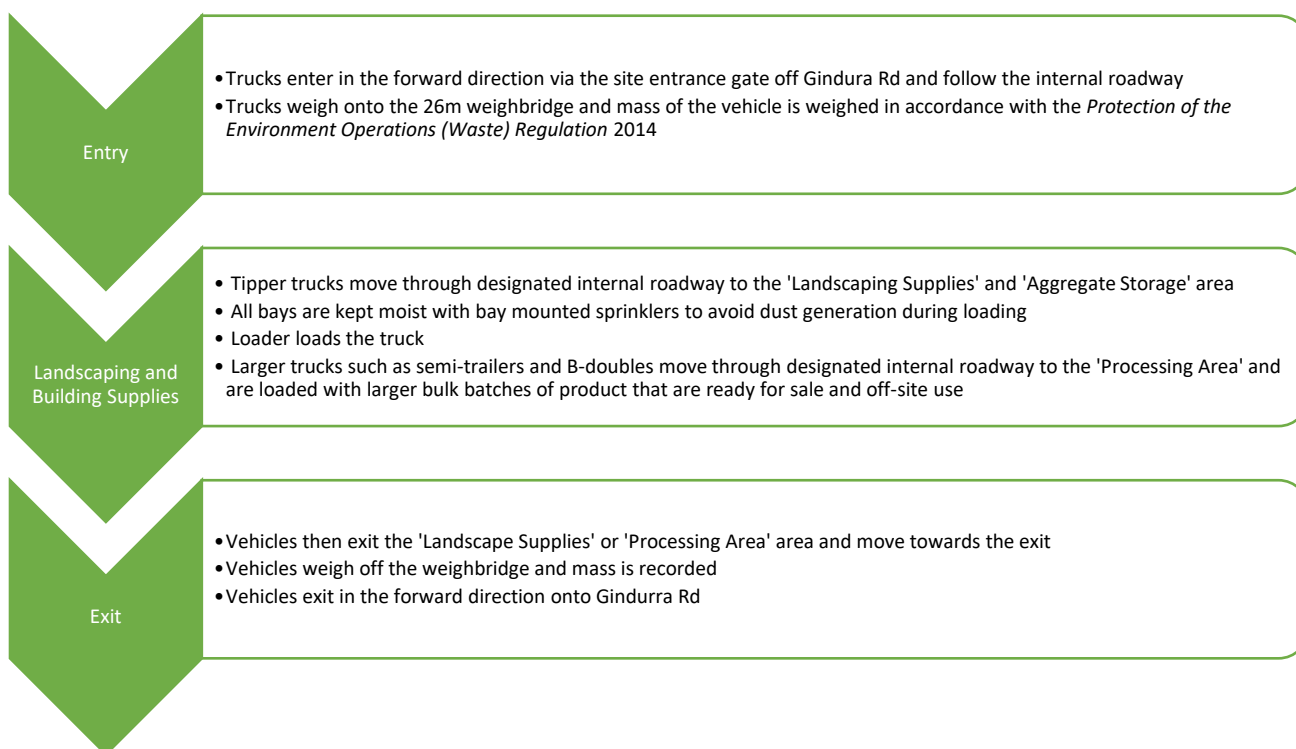 Entry
•Trucks enter in the forward direction via the site entrance gate off Gindura Rd and follow the internal roadway
•Trucks weigh onto the 26m weighbridge and mass of the vehicle is weighed in accordance with the Protection of the
Environment Operations (Waste) Regulation 2014
Landscaping and
Building Supplies
• Tipper trucks move through designated internal roadway to the 'Landscaping Supplies' and 'Aggregate Storage' area
• All bays are kept moist with bay mounted sprinklers to avoid dust generation during loading
• Loader loads the truck
• Larger trucks such as semi-trailers and B-doubles move through designated internal roadway to the 'Processing Area' and
are loaded with larger bulk batches of product that are ready for sale and off-site use
Exit
•Vehicles then exit the 'Landscape Supplies' or 'Processing Area' area and move towards the exit
•Vehicles weigh off the weighbridge and mass is recorded
•Vehicles exit in the forward direction onto Gindurra Rd